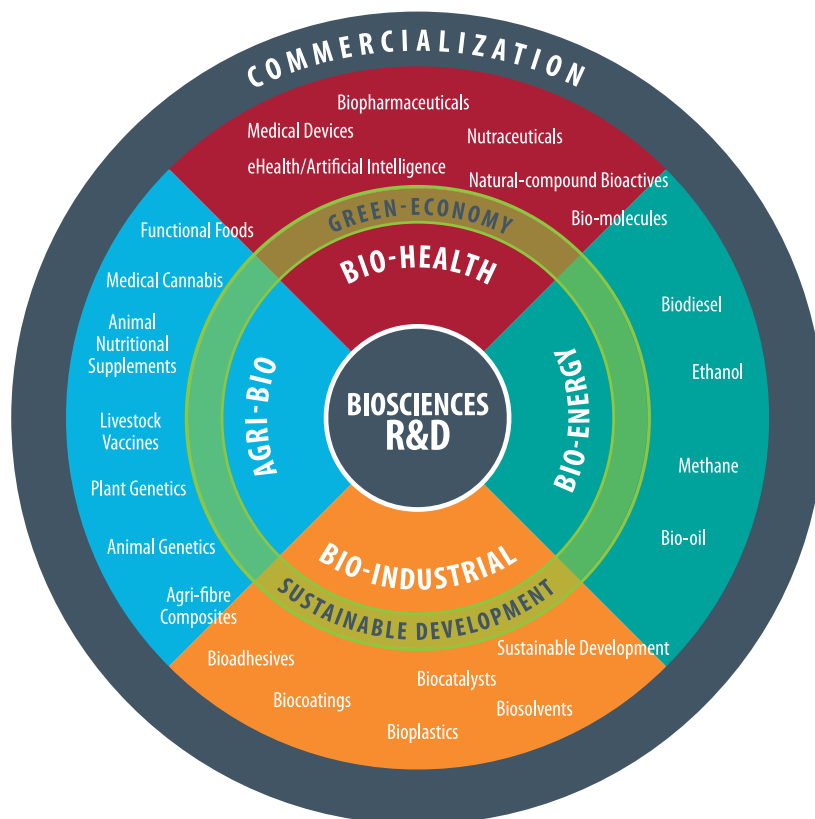 COMMERCIALIZATION
Biopharmaceuticals
Medical Devices
Nutraceuticals
eHealth/Artificial Intelligence
Natural-compound Bioactives
Bio-molecules
GREEN-ECONOMY
BIO-HEALTH
Functional Foods
Medical Cannabis
Animal
Nutritional
Supplements
Livestock
Vaccines
Plant Genetics
Animal Genetics
Agri-fibre
Composites
AGRI-BIO
BIOSCIENCES
R&D
BIO-ENERGY
Biodiesel
Ethanol
Methane
Bio-oil
BIO-INDUSTRIAL
SUSTAINABLE DEVELOPMENT
Sustainable Development
Bioadhesives
Biocatalysts
Biocoatings
Biosolvents
Bioplastics